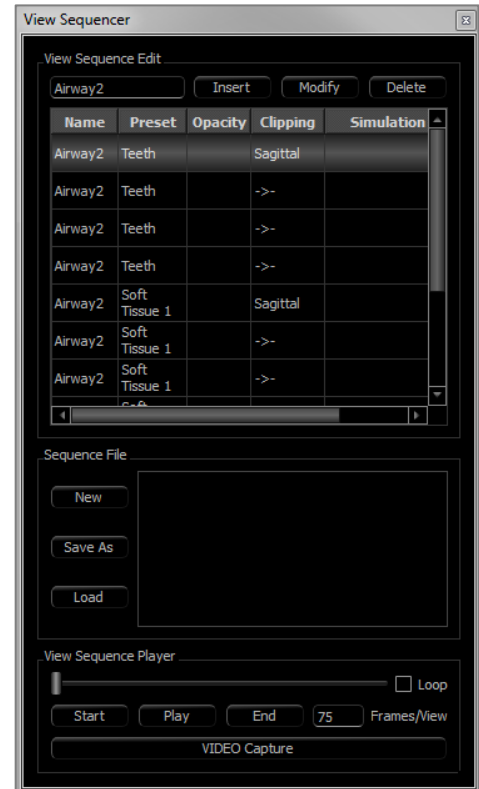 View Sequencer
View Sequence Edit
Airway2 Insert Modify Delete
Name Preset Opacity Clipping Simulation
Airway2 Teeth Sagittal
Airway2 Teeth ->-
Airway2 Teeth ->-
Airway2 Teeth ->-
Airway2 Soft Tissue 1 Sagittal
Airway2 Soft Tissue 1 ->-
Airway2 Soft Tissue 1 ->-
Sequence File
New
Save As
Load
View Sequence Player
Loop
Start Play End 75 Frames/View
VIDEO Capture